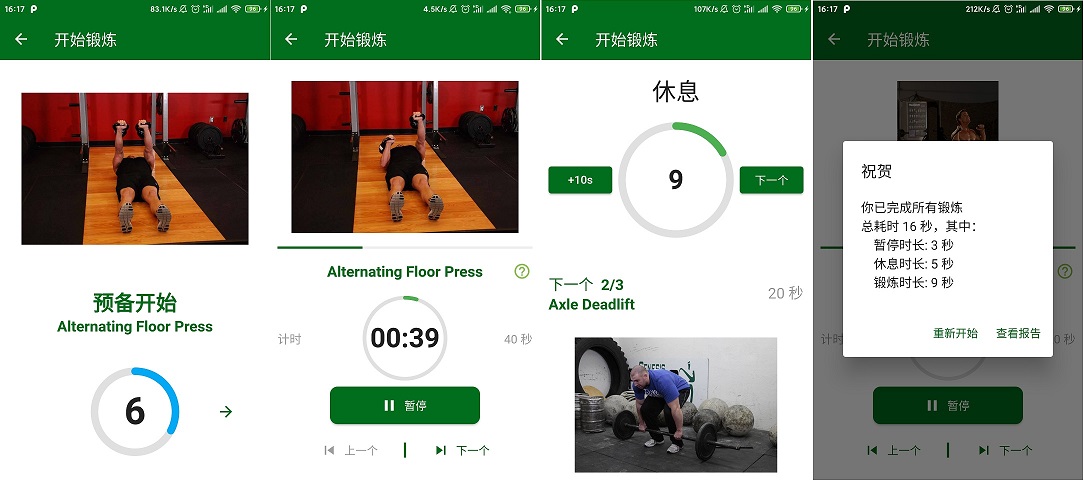 16:17 P 83.1K/s 96
开始锻炼
预备开始
Alternating Floor Press
6
16:17 P 4.5K/s 96
开始锻炼
Alternating Floor Press
计时
00:39
40 秒
暂停
上一个
下一个
16:17 P 107K/s 96
开始锻炼
休息
+10s
9
下一个
下一个 2/3
20 秒
Axle Deadlift
16:17 P 212K/s 96
开始锻炼
祝贺
你已完成所有锻炼
总耗时 16 秒，其中：
暂停时长: 3 秒
休息时长: 5 秒
锻炼时长: 9 秒
重新开始
查看报告
暂停
上一个
下一个